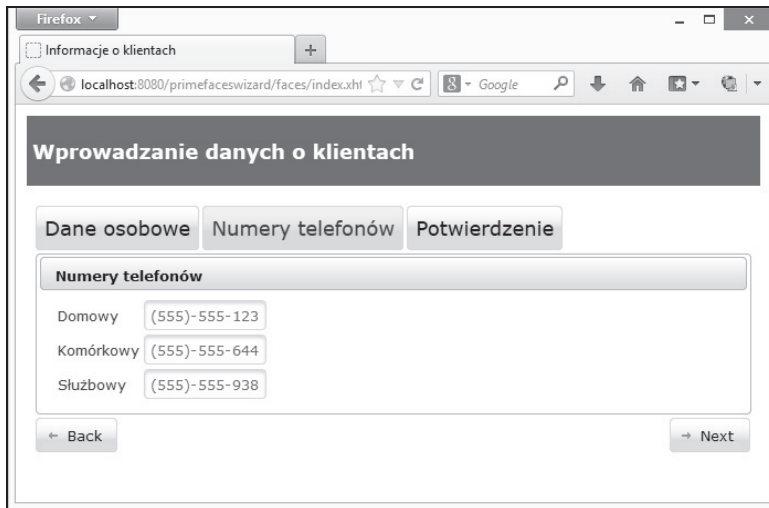 Firefox
Informacje o klientach
localhost:8080/primefaceswizard/faces/index.xht
8 Google
Wprowadzanie danych o klientach
Dane osobowe Numery telefonów Potwierdzenie
Numery telefonów
Domowy (555)-555-123
Komórkowy (555)-555-644
Służbowy (555)-555-938
← Back → Next